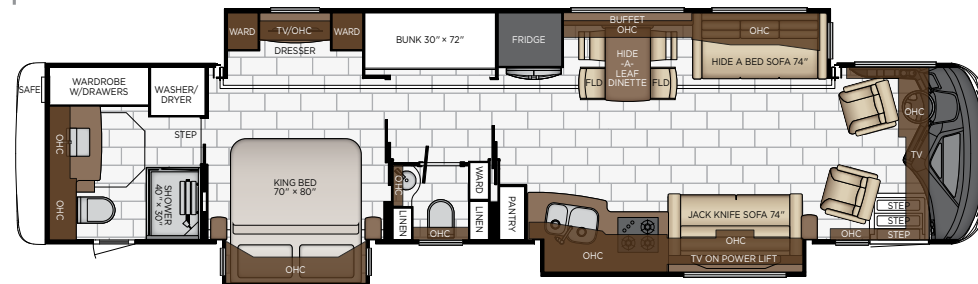 SAFE
WARDROBE
W/DRAWERS
WASHER/
DRYER
STEP
OHC
OHC
SHOWER
40" × 30"
WARD
TV/OHC
WARD
DRESSER
BUNK 30" × 72"
FRIDGE
BUFFET
OHC
HIDE
-A-
LEAF
DINETTE
FLD
FLD
OHC
HIDE A BED SOFA 74"
KING BED
70" × 80"
OHC
OHC
LINEN
OHC
WARD
LINEN
PANTRY
OHC
JACK KNIFE SOFA 74"
OHC
TV ON POWER LIFT
OHC
TV
STEP
STEP
STEP
OHC